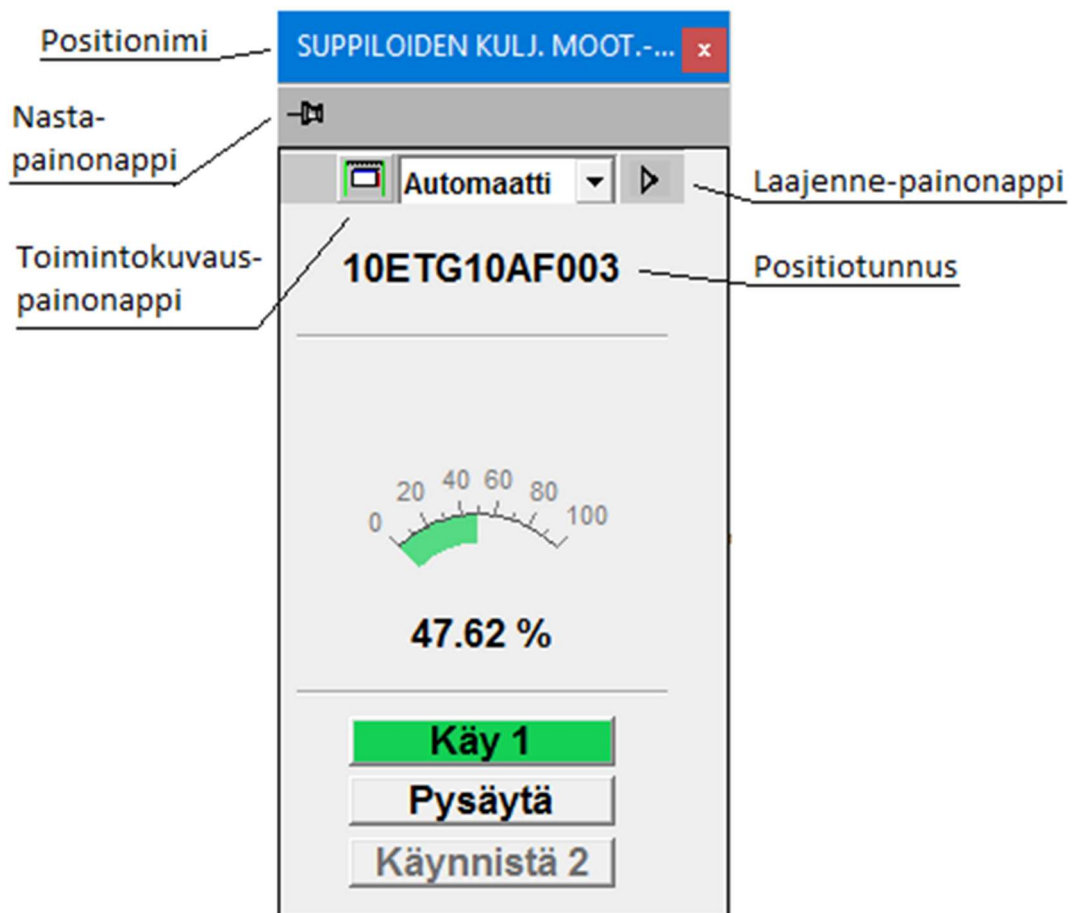 Positionimi
SUPPILOIDEN KULJ. MOOT.-...
x
Nasta-
painonappi
Automaatti
Laajenne-painonappi
Toimintokuvaus-
painonappi
10ETG10AF003
Positiotunnus
0
20
40
60
80
100
47.62 %
Käy 1
Pysäytä
Käynnistä 2